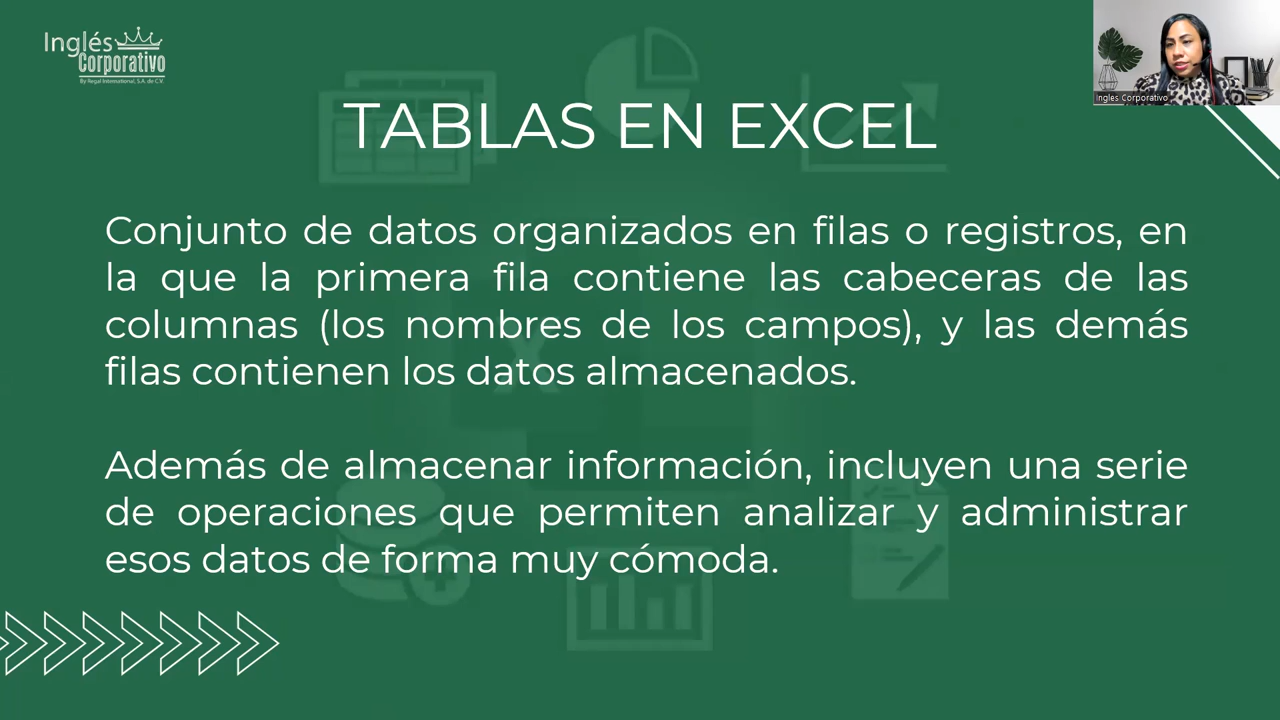 Inglés
Corporativo
By Regal International, S.A. de C.V.
Ingles Corporativo
TABLAS EN EXCEL
Conjunto de datos organizados en filas o registros, en
la que la primera fila contiene las cabeceras de las
columnas (los nombres de los campos), y las demás
filas contienen los datos almacenados.
Además de almacenar información, incluyen una serie
de operaciones que permiten analizar y administrar
esos datos de forma muy cómoda.